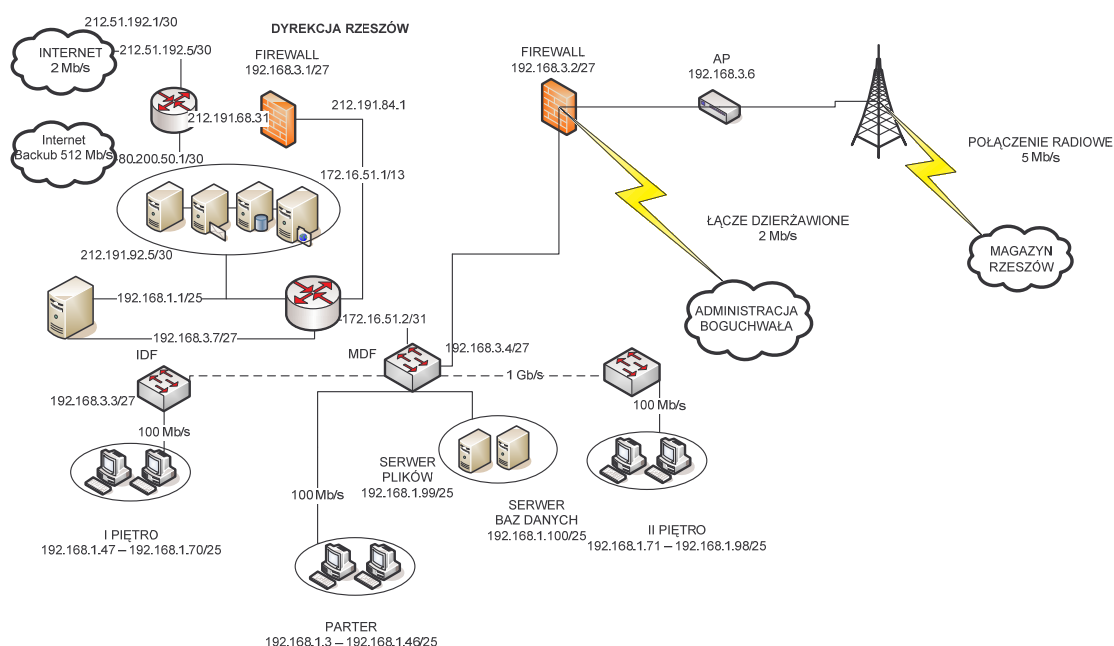 212.51.192.1/30
DYREKCJA RZESZÓW
INTERNET
2 Mb/s
212.51.192.5/30
FIREWALL
192.168.3.1/27
FIREWALL
192.168.3.2/27
AP
192.168.3.6
212.191.84.1
212.191.68.31
Internet
Backub 512 Mb/s
80.200.50.1/30
POŁĄCZENIE RADIOWE
5 Mb/s
172.16.51.1/13
ŁĄCZE DZIERŻAWIONE
2 Mb/s
212.191.92.5/30
MAGAZYN
RZESZÓW
192.168.1.1/25
ADMINISTRACJA
BOGUCHWAŁA
172.16.51.2/31
192.168.3.7/27
IDF
MDF
192.168.3.4/27
1 Gb/s
192.168.3.3/27
100 Mb/s
100 Mb/s
SERWER
PLIKÓW
192.168.1.99/25
100 Mb/s
SERWER
BAZ DANYCH
192.168.1.100/25
I PIĘTRO
192.168.1.47 – 192.168.1.70/25
II PIĘTRO
192.168.1.71 – 192.168.1.98/25
PARTER
192.168.1.3 – 192.168.1.46/25